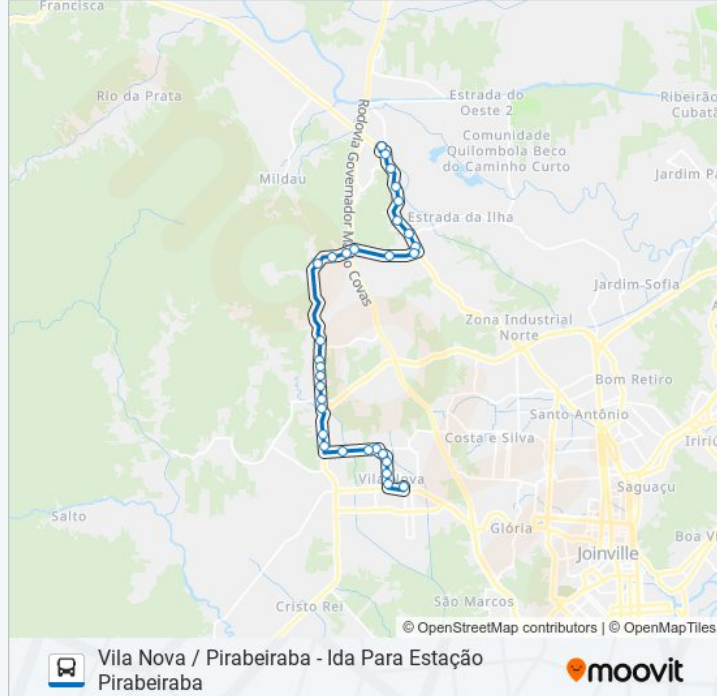 Francisca
Rio da Prata
Estrada do
Oeste 2
Ribeirão
Cubatã
Comunidade
Quilombola Beco
do Caminho Curto
Mildau
Jardim Pa
Rodovia Governador Mário Covas
Estrada da Ilha
Jardim Sofia
Zona Industrial
Norte
Bom Retiro
Santo Antônio
Costa e Silva
Iririú
Vila Nova
Saguaçu
Salto
Glória
Boa Vi
Joinville
São Marcos
Cristo Rei
© OpenStreetMap contributors | © OpenMapTiles
Vila Nova / Pirabeiraba - Ida Para Estação
Pirabeiraba
moovit